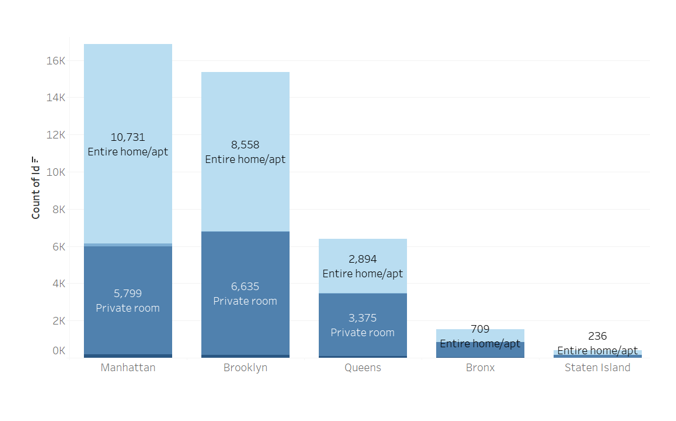 Count of Id
16K
14K
12K
10K
8K
6K
4K
2K
0K
10,731
Entire home/apt
5,799
Private room
8,558
Entire home/apt
6,635
Private room
2,894
Entire home/apt
3,375
Private room
709
Entire home/apt
236
Entire home/apt
Manhattan
Brooklyn
Queens
Bronx
Staten Island